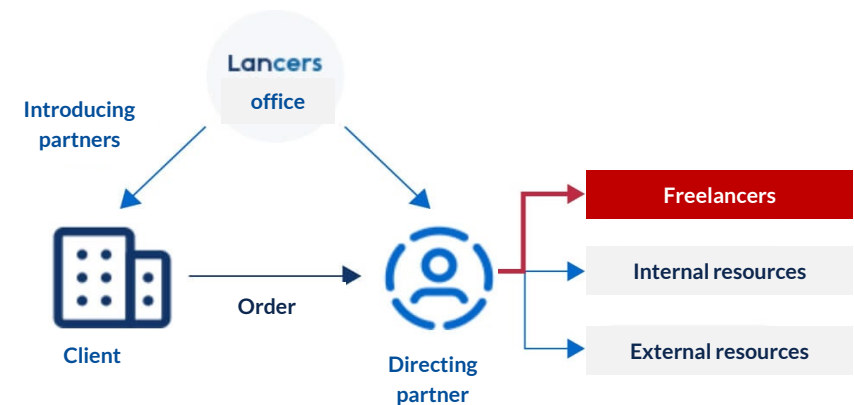 Lancers
office
Introducing
partners
Freelancers
Internal resources
Order
External resources
Client
Directing
partner